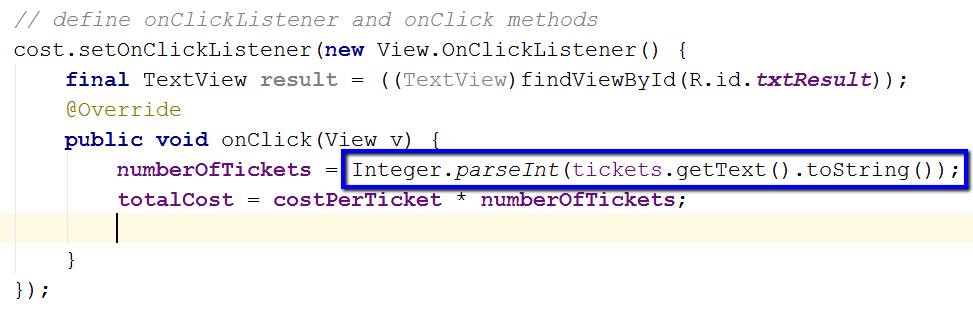 // define onClickListener and onClick methods
cost.setOnClickListener(new View.OnClickListener() {
final TextView result = ((TextView)findViewById(R.id.txtResult));
@Override
public void onClick(View v) {
numberOfTickets = Integer.parseInt(tickets.getText().toString());
totalCost = costPerTicket * numberOfTickets;
}
});